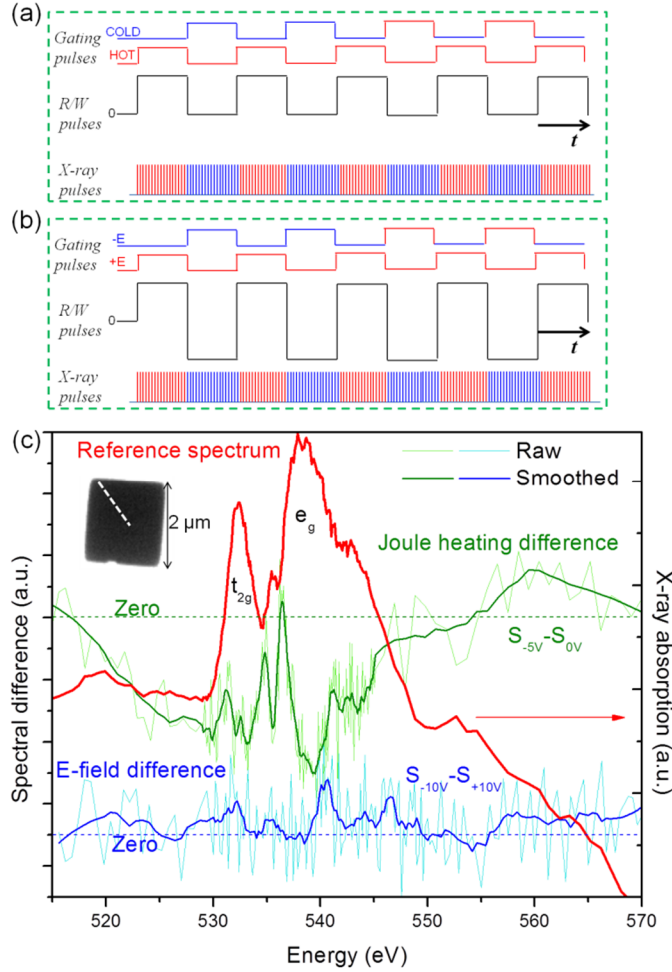 (a)
COLD
Gating
HOT
pulses
R/W
0
pulses
t
X-ray
pulses
(b)
-E
Gating
+E
pulses
R/W
0
pulses
t
X-ray
pulses
(c)
Reference spectrum
Raw
Smoothed
2 μm
eg
Joule heating difference
t2g
Zero
S-5V-S0V
E-field difference
S-10V-S+10V
Zero
Spectral difference (a.u.)
X-ray absorption (a.u.)
520 530 540 550 560 570
Energy (eV)